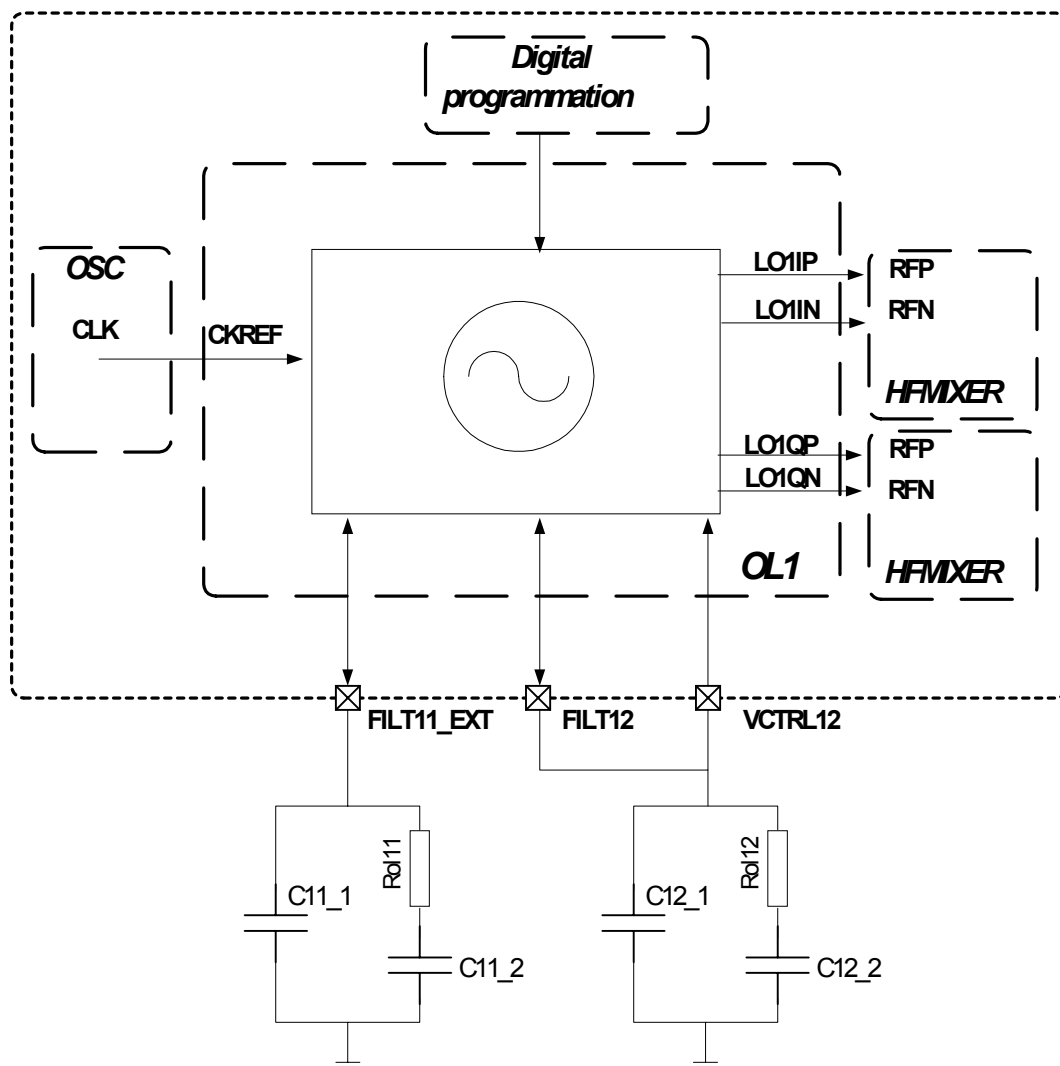 Digital
programmation
OSC
CLK
CKREF
LO1IP
RFP
LO1IN
RFN
HFMIXER
LO1QP
RFP
LO1QN
RFN
OL1
HFMIXER
FILT11_EXT
FILT12
VCTRL12
Rol11
Rol12
C11_1
C12_1
C11_2
C12_2